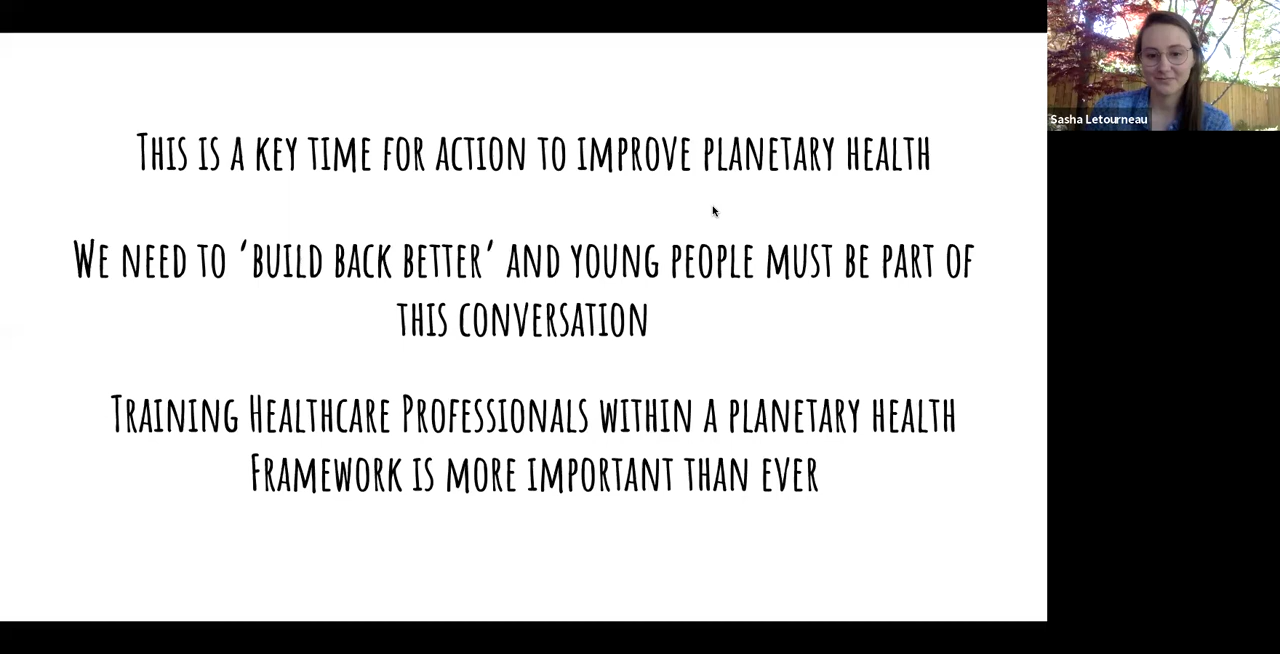 This is a key time for action to improve planetary health
We need to ‘build back better’ and young people must be part of
this conversation
Training Healthcare Professionals within a planetary health
Framework is more important than ever
Sasha Letourneau